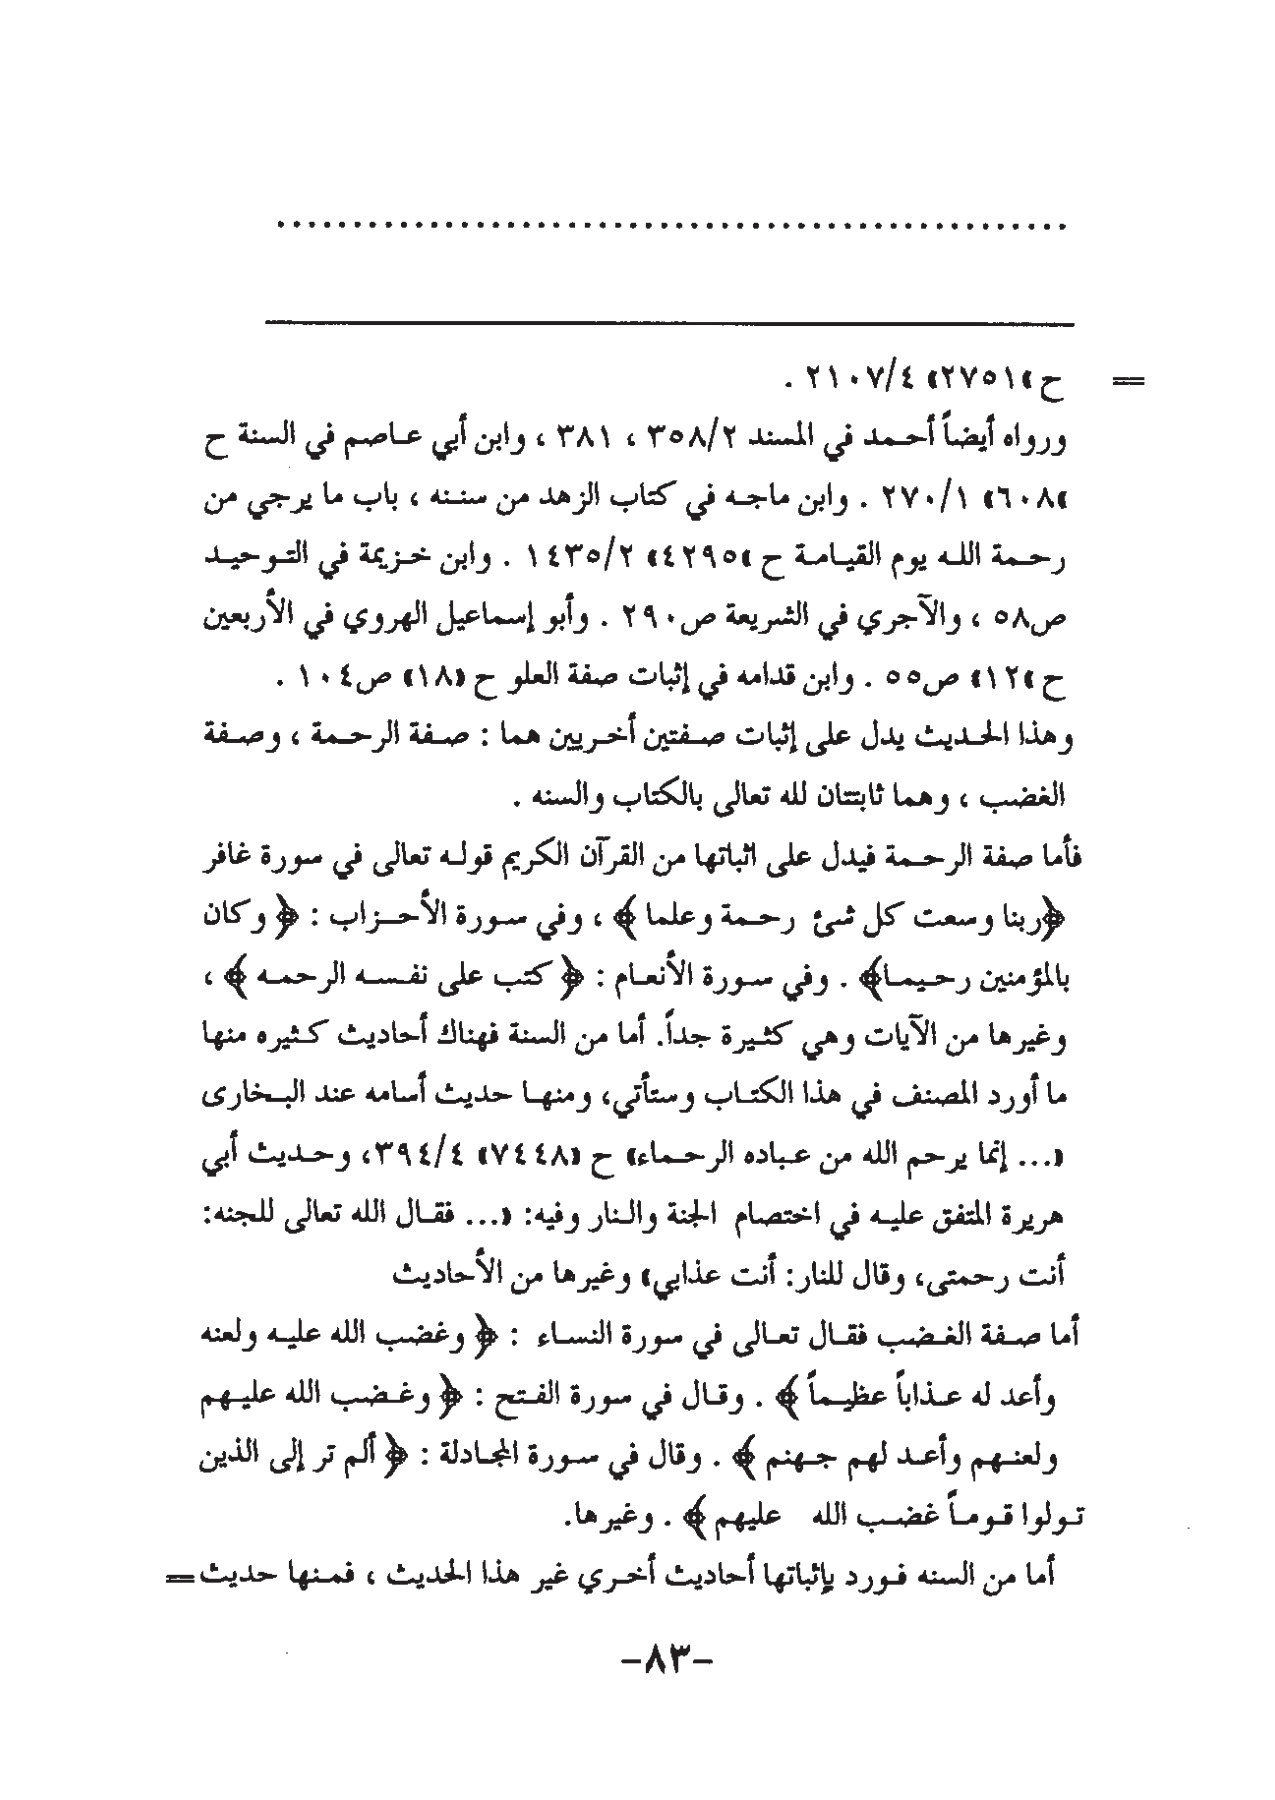 ..................................................
= ح «٢٧٥١» ٢١٠٧/٤ .
ورواه أيضاً أحمد في المسند ٣٥٨/٢ ، ٣٨١ ، وابن أبي عاصم في السنة ح
«٦٠٨» ٢٧٠/١ . وابن ماجه في كتاب الزهد من سننه ، باب ما يرجي من
رحمة الله يوم القيامة ح «٤٢٩٥» ١٤٣٥/٢ . وابن خزيمة في التوحيد
ص٥٨ ، والآجري في الشريعة ص٢٩٠ . وأبو إسماعيل الهروي في الأربعين
ح «١٢» ص٥٥ . وابن قدامه في إثبات صفة العلو ح «١٨» ص١٠٤ .
وهذا الحديث يدل على إثبات صفتين أخريين هما : صفة الرحمة ، وصفة
الغضب ، وهما ثابتتان لله تعالى بالكتاب والسنه .
فأما صفة الرحمة فيدل على اثباتها من القرآن الكريم قوله تعالى في سورة غافر
﴿ربنا وسعت كل شئ رحمة وعلما ﴾ ، وفي سورة الأحزاب : ﴿ وكان
بالمؤمنين رحيما﴾ . وفي سورة الأنعام : ﴿ كتب على نفسه الرحمه ﴾ ،
وغيرها من الآيات وهي كثيرة جداً. أما من السنة فهناك أحاديث كثيره منها
ما أورد المصنف في هذا الكتاب وستأتي، ومنها حديث أسامه عند البخارى
«... إنما يرحم الله من عباده الرحماء» ح «٧٤٤٨» ٣٩٤/٤، وحديث أبي
هريرة المتفق عليه في اختصام الجنة والنار وفيه: «... فقال الله تعالى للجنه:
أنت رحمتى، وقال للنار: أنت عذابي» وغيرها من الأحاديث
أما صفة الغضب فقال تعالى في سورة النساء : ﴿ وغضب الله عليه ولعنه
وأعد له عذاباً عظيماً ﴾ . وقال في سورة الفتح : ﴿ وغضب الله عليهم
ولعنهم وأعد لهم جهنم ﴾ . وقال في سورة المجادلة : ﴿ ألم تر إلى الذين
تولوا قوماً غضب الله عليهم ﴾ . وغيرها.
أما من السنه فورد بإثباتها أحاديث أخري غير هذا الحديث ، فمنها حديث =
-٨٣-